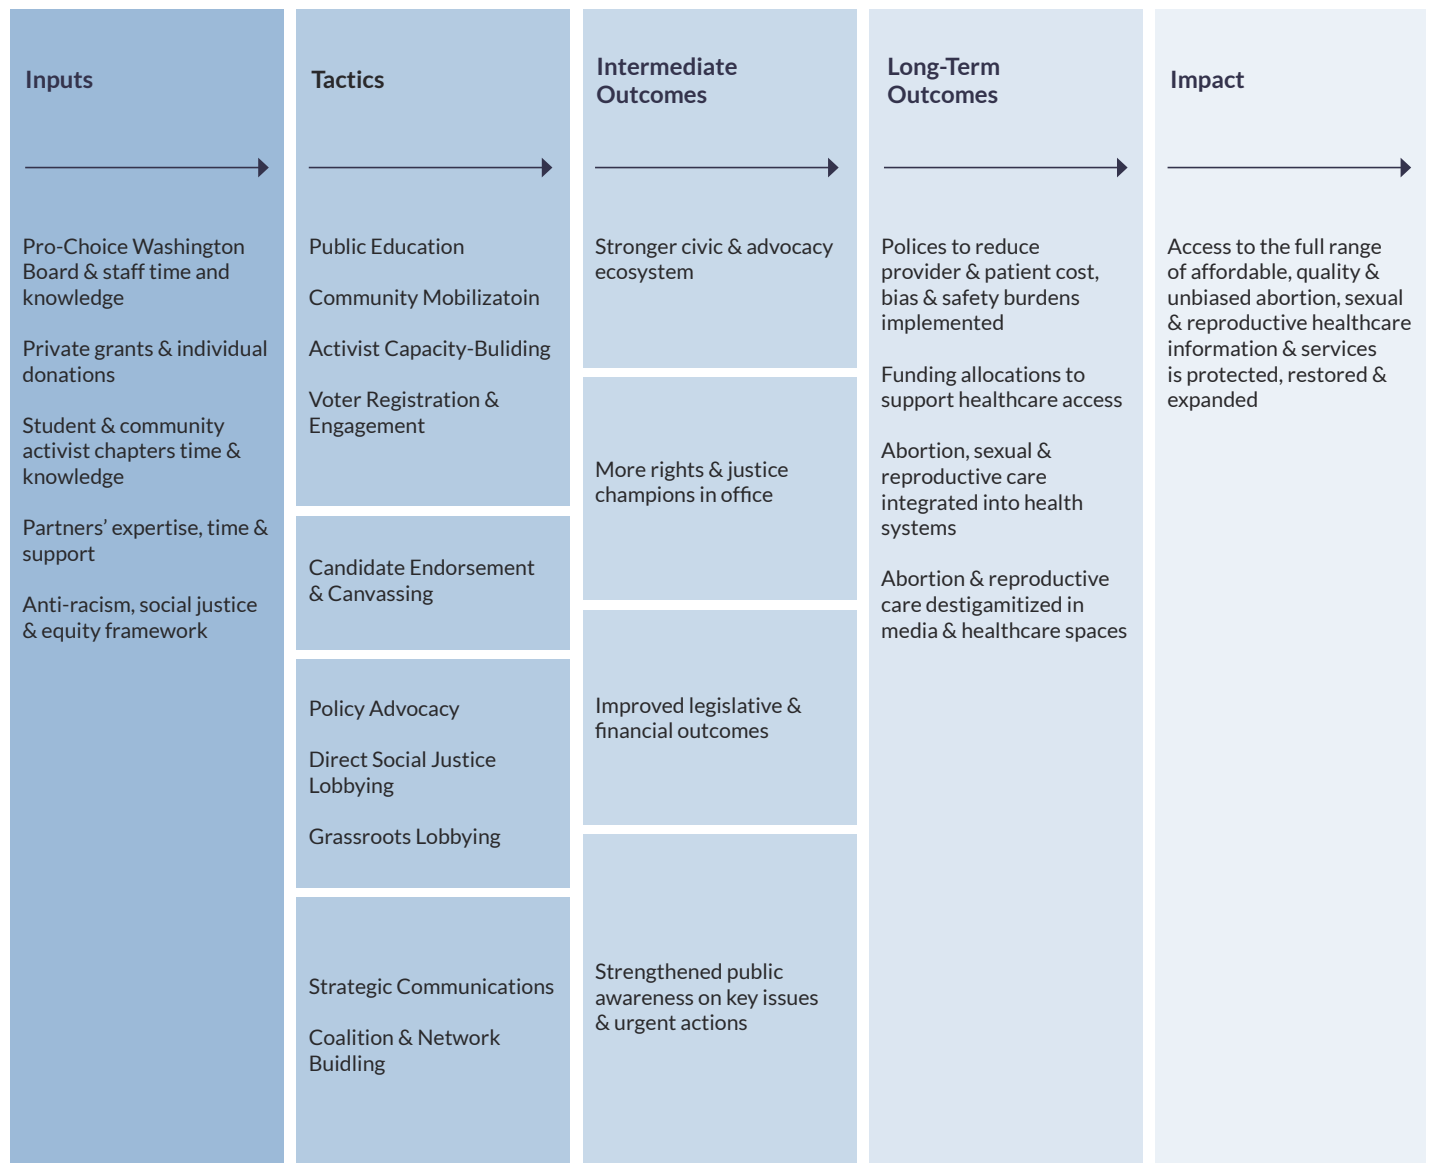 Inputs
Pro-Choice Washington
Board & staff time and
knowledge
Private grants & individual
donations
Student & community
activist chapters time &
knowledge
Partners’ expertise, time &
support
Anti-racism, social justice
& equity framework
Tactics
Public Education
Community Mobilizatoin
Activist Capacity-Buliding
Voter Registration &
Engagement
Candidate Endorsement
& Canvassing
Policy Advocacy
Direct Social Justice
Lobbying
Grassroots Lobbying
Strategic Communications
Coalition & Network
Buidling
Intermediate
Outcomes
Stronger civic & advocacy
ecosystem
More rights & justice
champions in office
Improved legislative &
financial outcomes
Strengthened public
awareness on key issues
& urgent actions
Long-Term
Outcomes
Polices to reduce
provider & patient cost,
bias & safety burdens
implemented
Funding allocations to
support healthcare access
Abortion, sexual &
reproductive care
integrated into health
systems
Abortion & reproductive
care destigamitized in
media & healthcare spaces
Impact
Access to the full range
of affordable, quality &
unbiased abortion, sexual
& reproductive healthcare
information & services
is protected, restored &
expanded